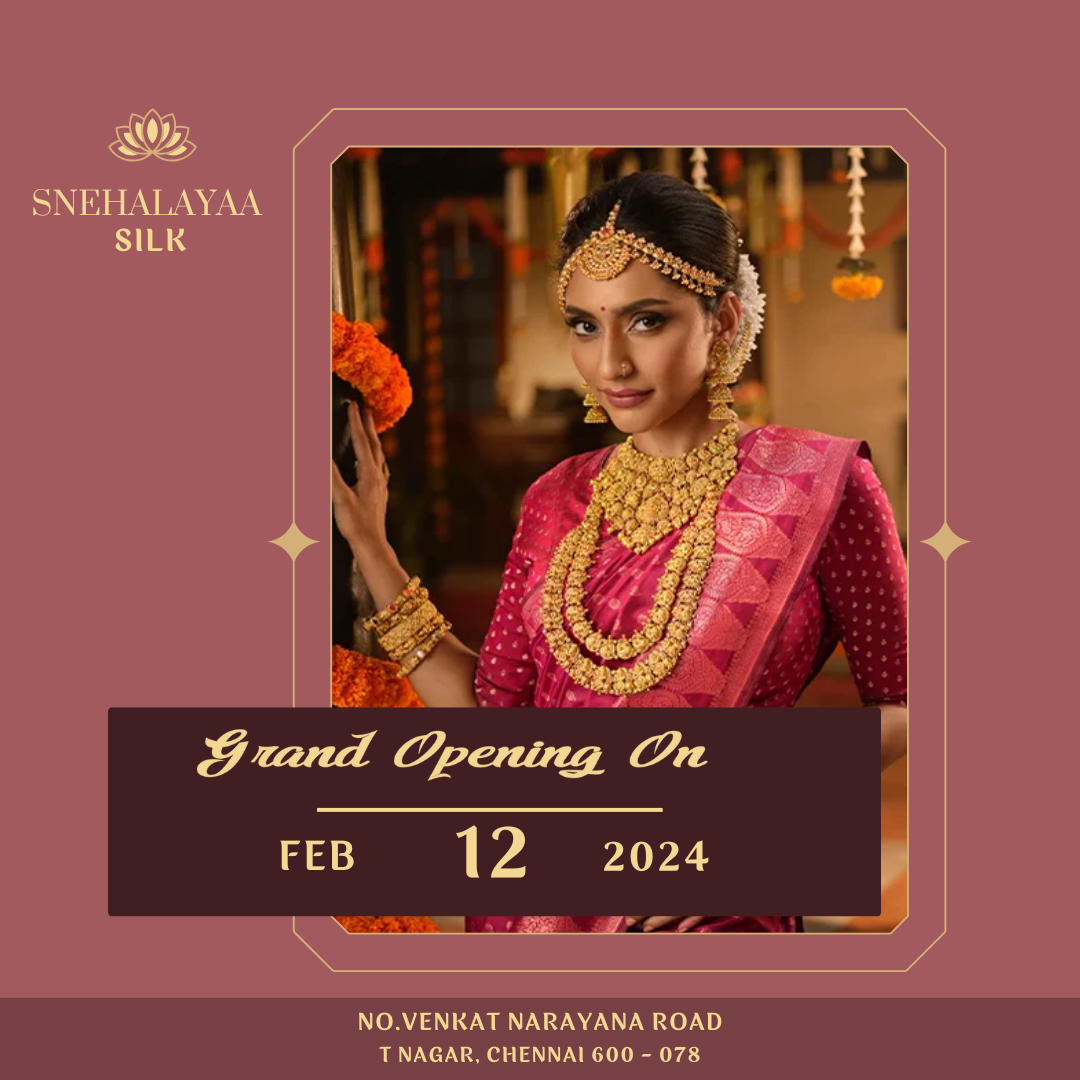 SNEHALAYAA
SILK
Grand Opening On
FEB 12 2024
NO.VENKAT NARAYANA ROAD
T NAGAR, CHENNAI 600 - 078